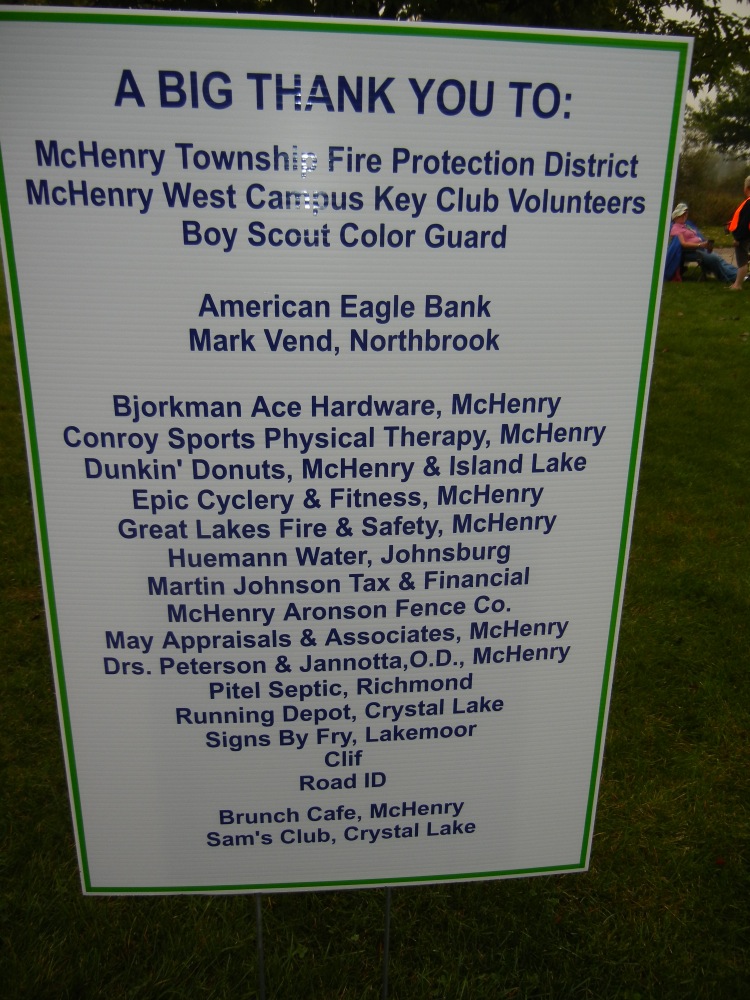 A BIG THANK YOU TO:
McHenry Township Fire Protection District
McHenry West Campus Key Club Volunteers
Boy Scout Color Guard
American Eagle Bank
Mark Vend, Northbrook
Bjorkman Ace Hardware, McHenry
Conroy Sports Physical Therapy, McHenry
Dunkin' Donuts, McHenry & Island Lake
Epic Cyclery & Fitness, McHenry
Great Lakes Fire & Safety, McHenry
Huemann Water, Johnsburg
Martin Johnson Tax & Financial
McHenry Aronson Fence Co.
May Appraisals & Associates, McHenry
Drs. Peterson & Jannotta,O.D., McHenry
Pitel Septic, Richmond
Running Depot, Crystal Lake
Signs By Fry, Lakemoor
Clif
Road ID
Brunch Cafe, McHenry
Sam's Club, Crystal Lake